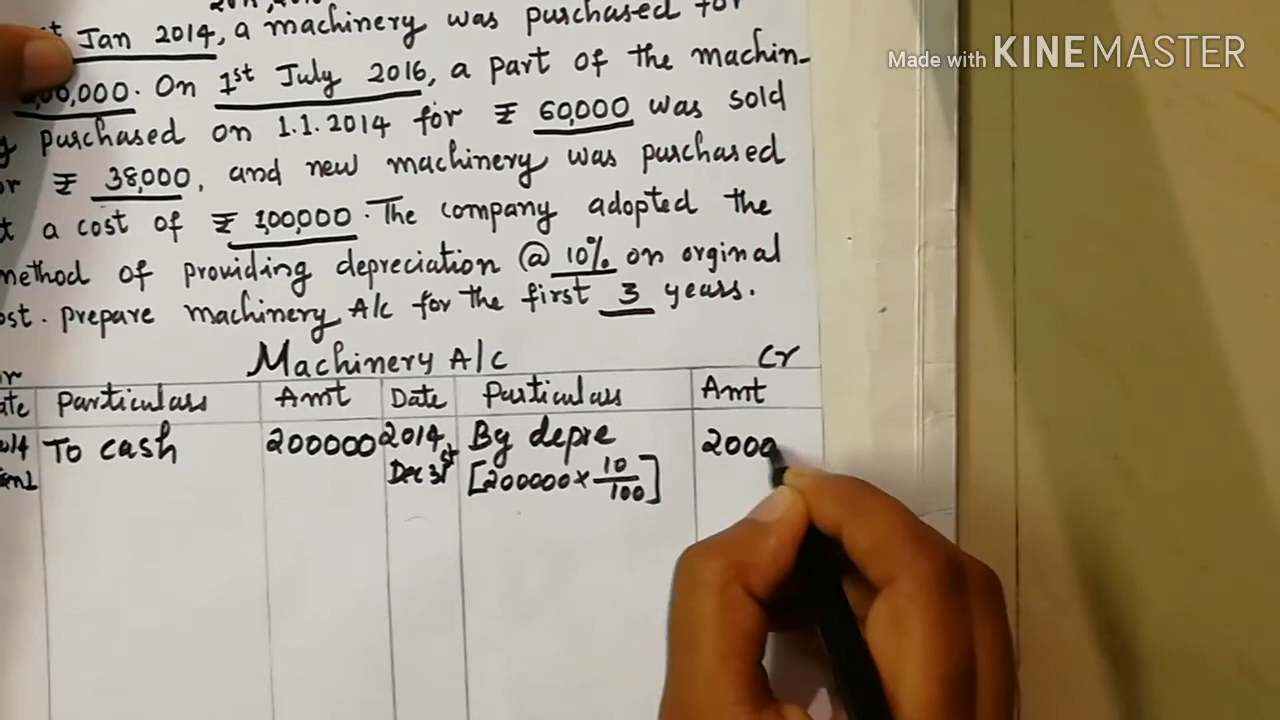 Made with KINEMASTER
Jan 2014, a machinery was purchased for
00,000. On 1st July 2016, a part of the machin-
purchased on 1.1.2014 for ₹ 60,000 was sold
₹ 38,000, and new machinery was purchased
a cost of ₹ 1,00,000. The company adopted the
method of providing depreciation @ 10% on orginal
ost. prepare machinery A/c for the first 3 years.
Machinery A/c Cr
Particulars Amt Date Particulars Amt
To cash 200000 2014 By depre 2000
Dec 31st [200000 × 10/100]